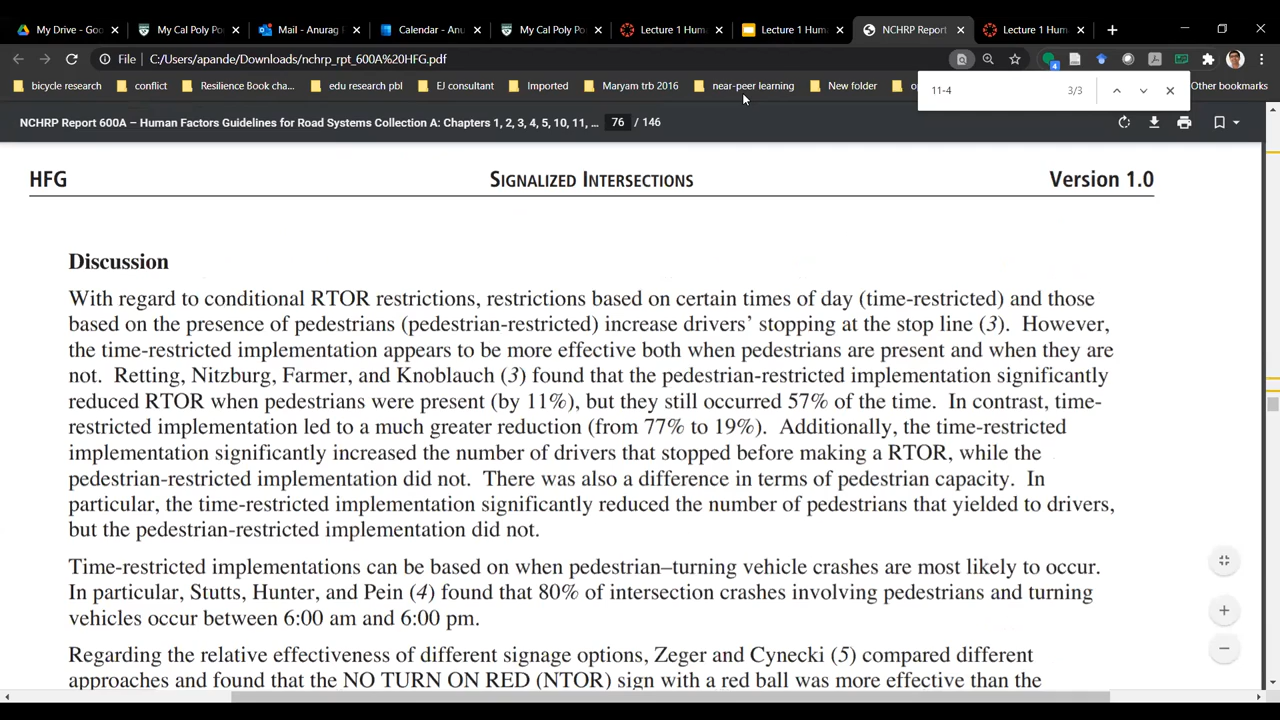 My Drive - Goo
My Cal Poly Po
Mail - Anurag
Calendar - Anu
My Cal Poly Po
Lecture 1 Hum
Lecture 1 Hum
NCHRP Report
Lecture 1 Hum
File C:/Users/apande/Downloads/nchrp_rpt_600A%20HFG.pdf
4
bicycle research
conflict
Resilience Book cha...
edu research pbl
EJ consultant
Imported
Maryam trb 2016
near-peer learning
New folder
Other bookmarks
11-4 3/3
NCHRP Report 600A – Human Factors Guidelines for Road Systems Collection A: Chapters 1, 2, 3, 4, 5, 10, 11, ... 76 / 146
HFG SIGNALIZED INTERSECTIONS Version 1.0
Discussion
With regard to conditional RTOR restrictions, restrictions based on certain times of day (time-restricted) and those
based on the presence of pedestrians (pedestrian-restricted) increase drivers' stopping at the stop line (3). However,
the time-restricted implementation appears to be more effective both when pedestrians are present and when they are
not. Retting, Nitzburg, Farmer, and Knoblauch (3) found that the pedestrian-restricted implementation significantly
reduced RTOR when pedestrians were present (by 11%), but they still occurred 57% of the time. In contrast, time-
restricted implementation led to a much greater reduction (from 77% to 19%). Additionally, the time-restricted
implementation significantly increased the number of drivers that stopped before making a RTOR, while the
pedestrian-restricted implementation did not. There was also a difference in terms of pedestrian capacity. In
particular, the time-restricted implementation significantly reduced the number of pedestrians that yielded to drivers,
but the pedestrian-restricted implementation did not.
Time-restricted implementations can be based on when pedestrian–turning vehicle crashes are most likely to occur.
In particular, Stutts, Hunter, and Pein (4) found that 80% of intersection crashes involving pedestrians and turning
vehicles occur between 6:00 am and 6:00 pm.
Regarding the relative effectiveness of different signage options, Zeger and Cynecki (5) compared different
approaches and found that the NO TURN ON RED (NTOR) sign with a red ball was more effective than the